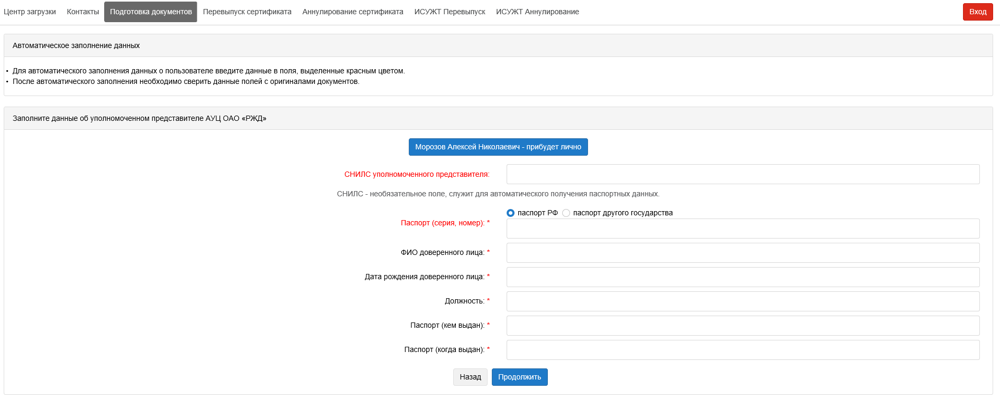 Центр загрузки Контакты Подготовка документов Перевыпуск сертификата Аннулирование сертификата ИСУЖТ Перевыпуск ИСУЖТ Аннулирование Вход
Автоматическое заполнение данных
• Для автоматического заполнения данных о пользователе введите данные в поля, выделенные красным цветом.
• После автоматического заполнения необходимо сверить данные полей с оригиналами документов.
Заполните данные об уполномоченном представителе АУЦ ОАО «РЖД»
Морозов Алексей Николаевич - прибудет лично
СНИЛС уполномоченного представителя:
СНИЛС - необязательное поле, служит для автоматического получения паспортных данных.
паспорт РФ паспорт другого государства
Паспорт (серия, номер): *
ФИО доверенного лица: *
Дата рождения доверенного лица: *
Должность: *
Паспорт (кем выдан): *
Паспорт (когда выдан): *
Назад Продолжить